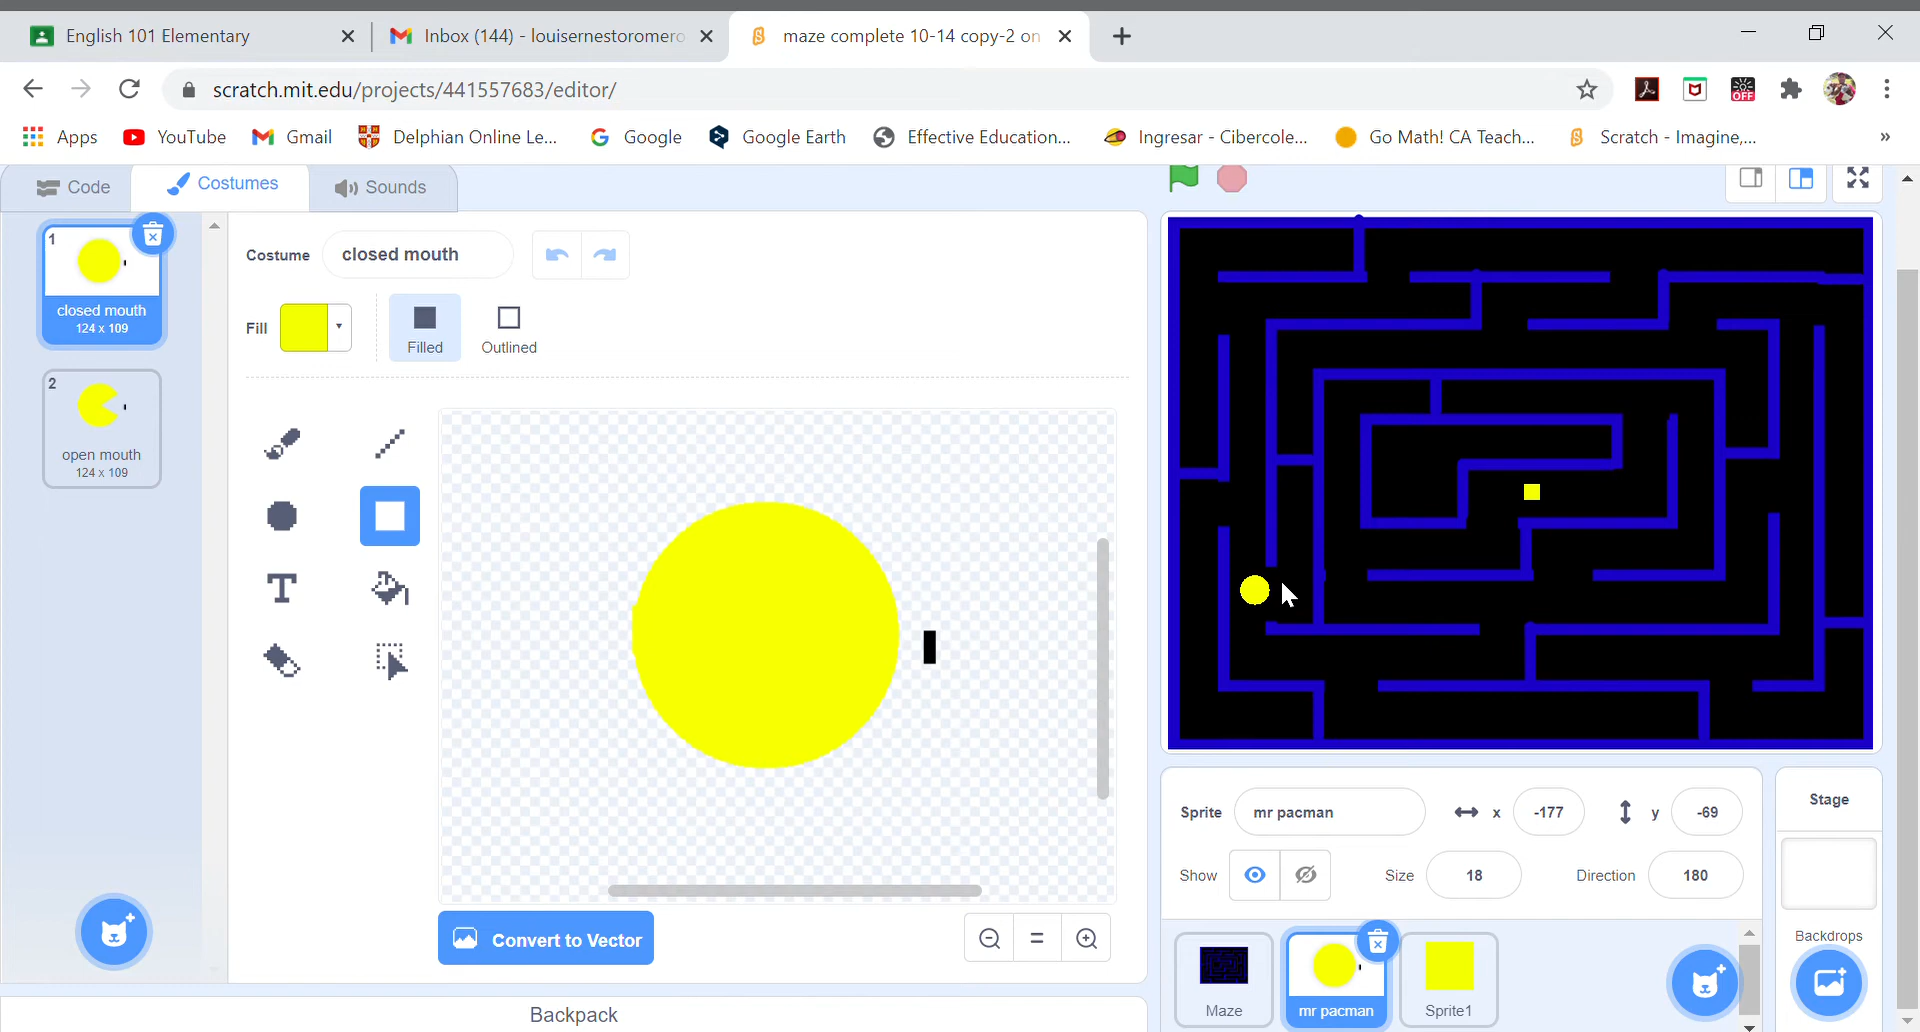 English 101 Elementary
Inbox (144) - louisernestoromero
maze complete 10-14 copy-2 on
scratch.mit.edu/projects/441557683/editor/
OFF
Apps
YouTube
Gmail
Delphian Online Le...
Google
Google Earth
Effective Education...
Ingresar - Cibercole...
Go Math! CA Teach...
Scratch - Imagine,...
»
Code
Costumes
Sounds
1
closed mouth
124 x 109
2
open mouth
124 x 109
Costume
closed mouth
Fill
Filled
Outlined
T
Convert to Vector
Backpack
Sprite
mr pacman
x
-177
y
-69
Show
Size
18
Direction
180
Maze
mr pacman
Sprite1
Stage
Backdrops